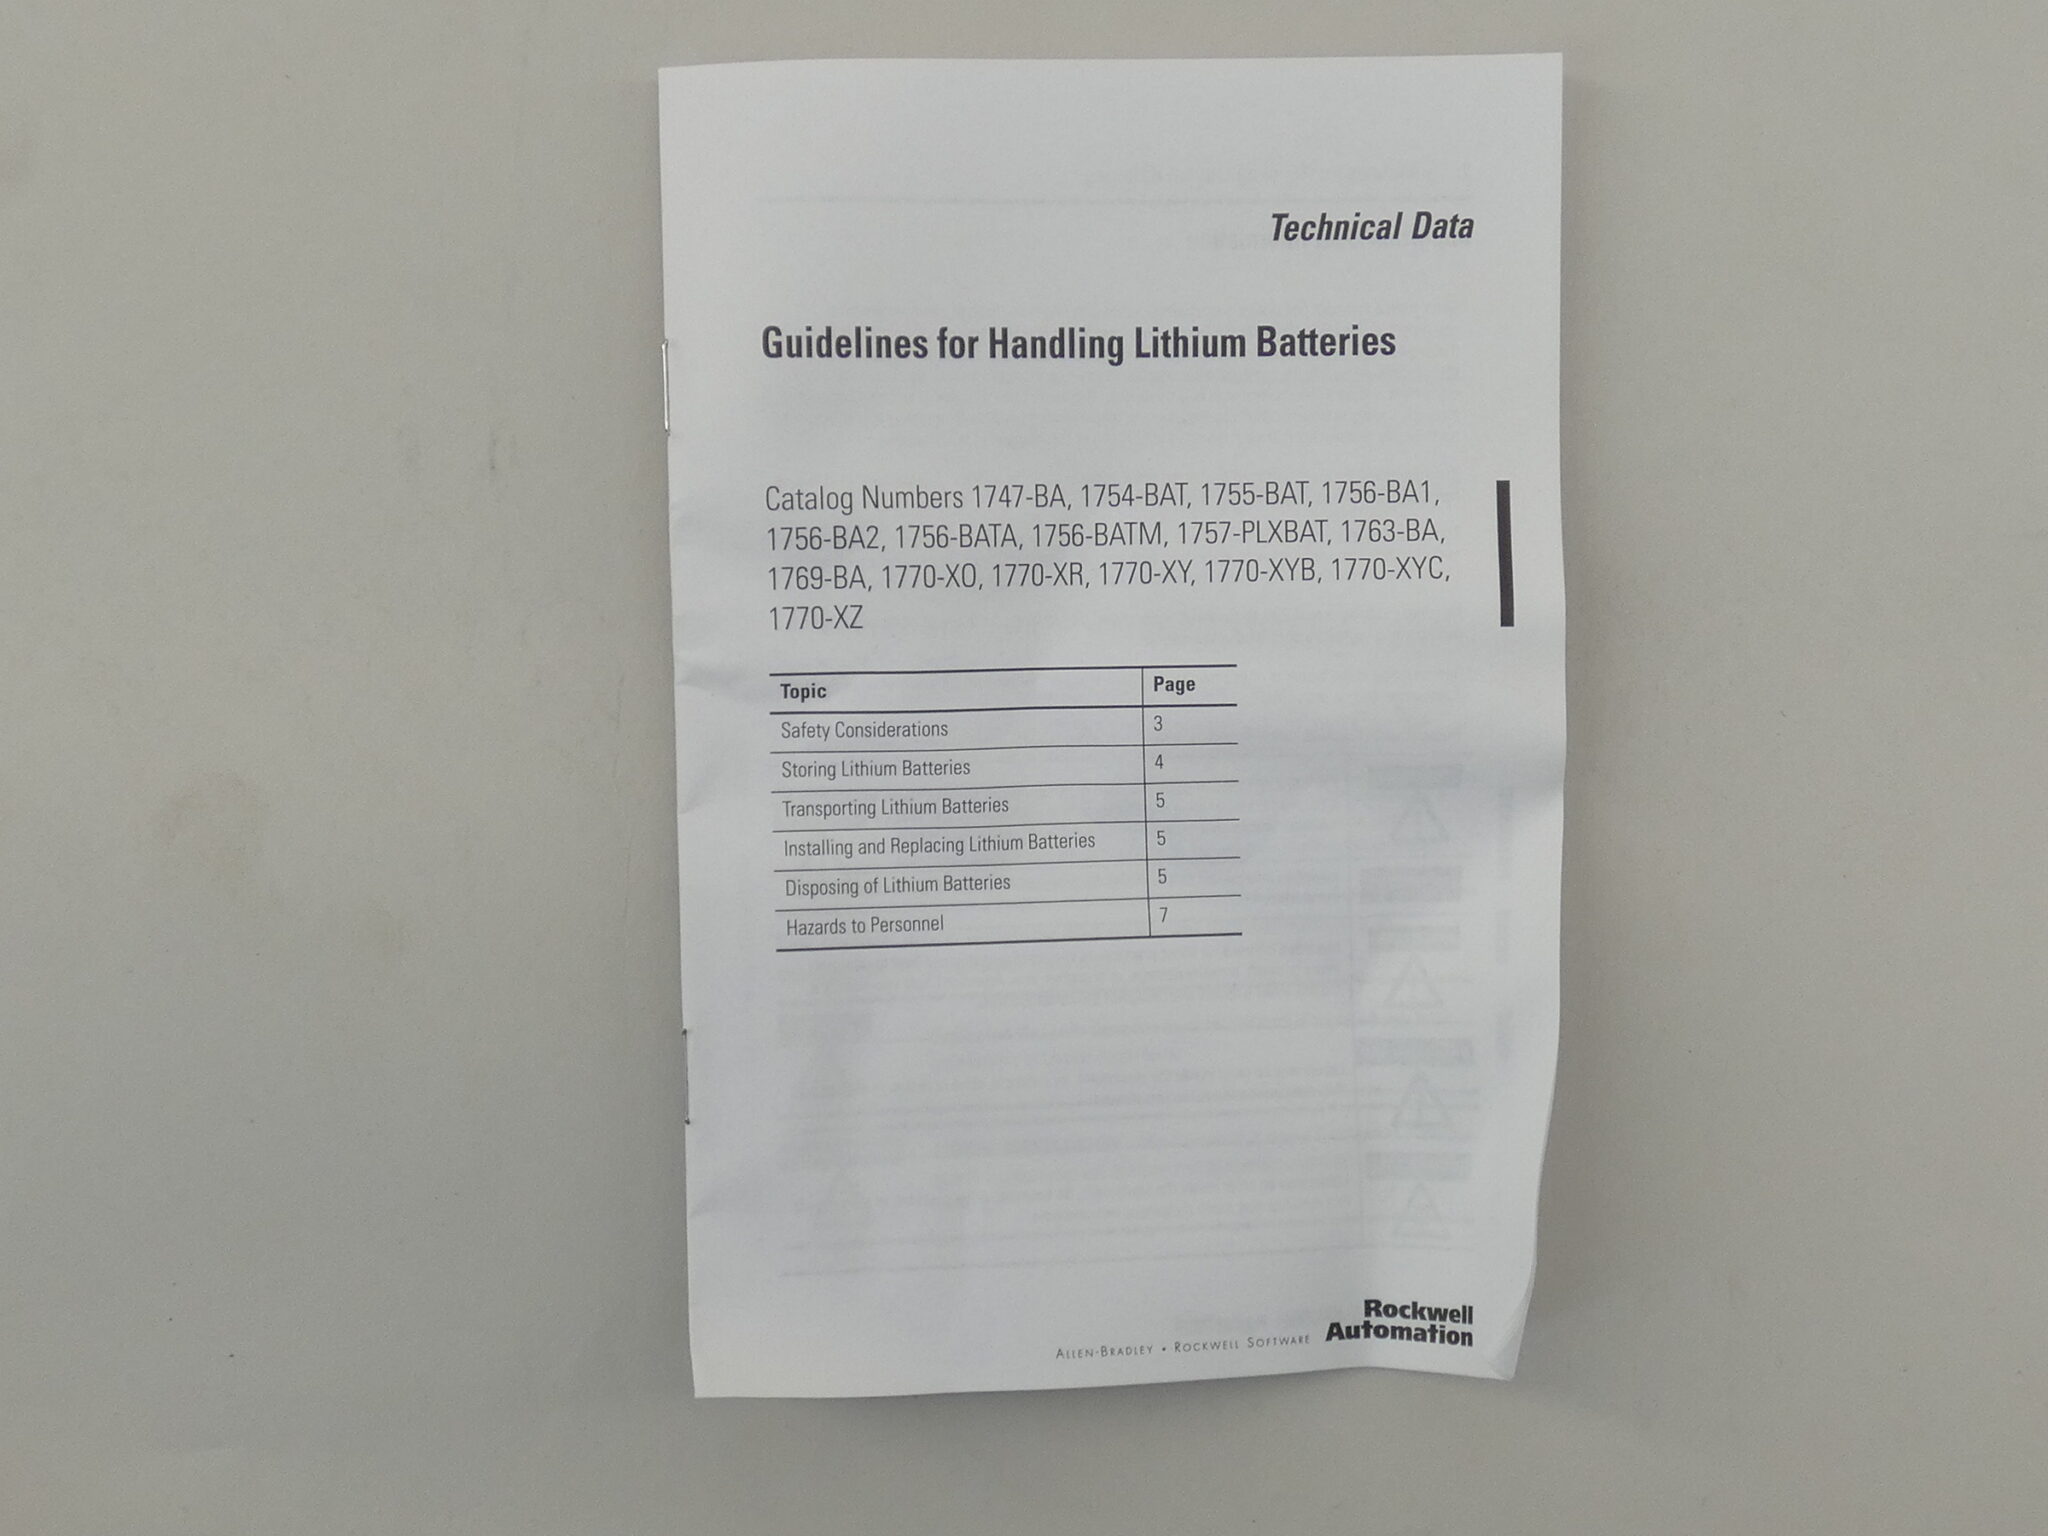 Technical Data
Guidelines for Handling Lithium Batteries
Catalog Numbers 1747-BA, 1754-BAT, 1755-BAT, 1756-BA1,
1756-BA2, 1756-BATA, 1756-BATM, 1757-PLXBAT, 1763-BA,
1769-BA, 1770-XO, 1770-XR, 1770-XY, 1770-XYB, 1770-XYC,
1770-XZ
Topic Page
Safety Considerations 3
Storing Lithium Batteries 4
Transporting Lithium Batteries 5
Installing and Replacing Lithium Batteries 5
Disposing of Lithium Batteries 5
Hazards to Personnel 7
Rockwell
Automation
ALLEN-BRADLEY • ROCKWELL SOFTWARE